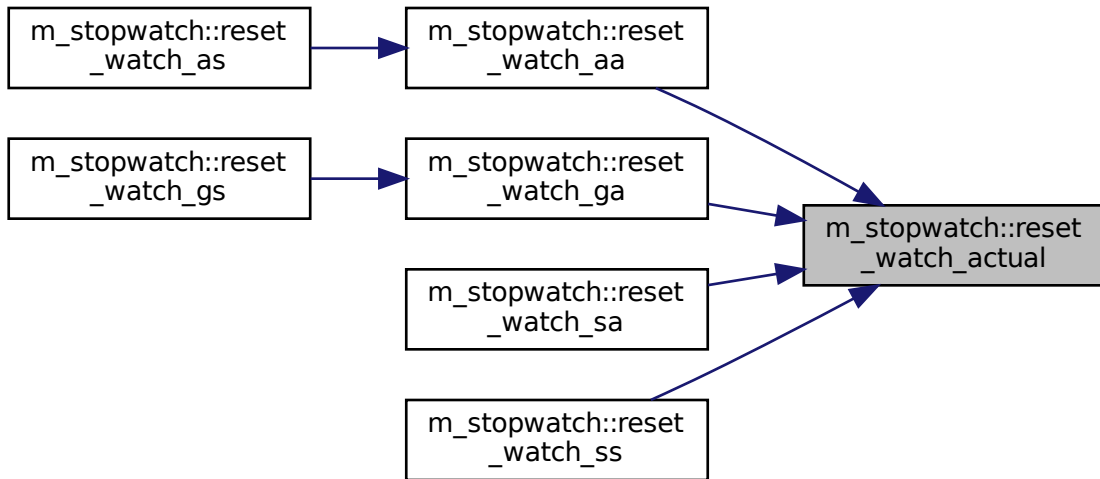 m_stopwatch::reset
_watch_as
m_stopwatch::reset
_watch_aa
m_stopwatch::reset
_watch_gs
m_stopwatch::reset
_watch_ga
m_stopwatch::reset
_watch_actual
m_stopwatch::reset
_watch_sa
m_stopwatch::reset
_watch_ss